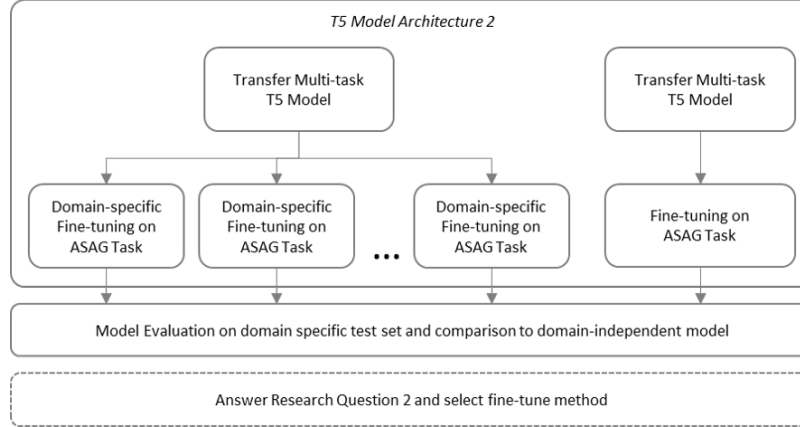 T5 Model Architecture 2
Transfer Multi-task
T5 Model
Transfer Multi-task
T5 Model
Domain-specific
Fine-tuning on
ASAG Task
Domain-specific
Fine-tuning on
ASAG Task
...
Domain-specific
Fine-tuning on
ASAG Task
Fine-tuning on
ASAG Task
Model Evaluation on domain specific test set and comparison to domain-independent model
Answer Research Question 2 and select fine-tune method